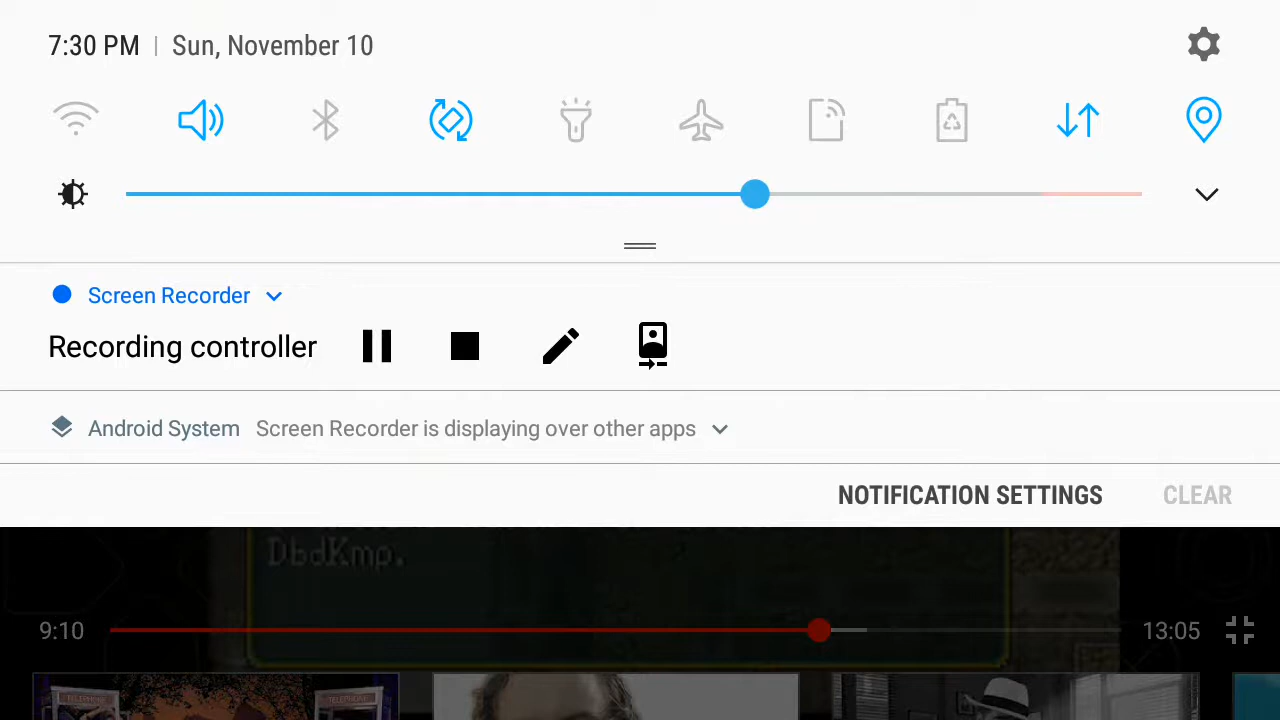 7:30 PM | Sun, November 10
Screen Recorder
Recording controller
Android System Screen Recorder is displaying over other apps
NOTIFICATION SETTINGS CLEAR
DbdKmp.
9:10 13:05
TELEPHONE